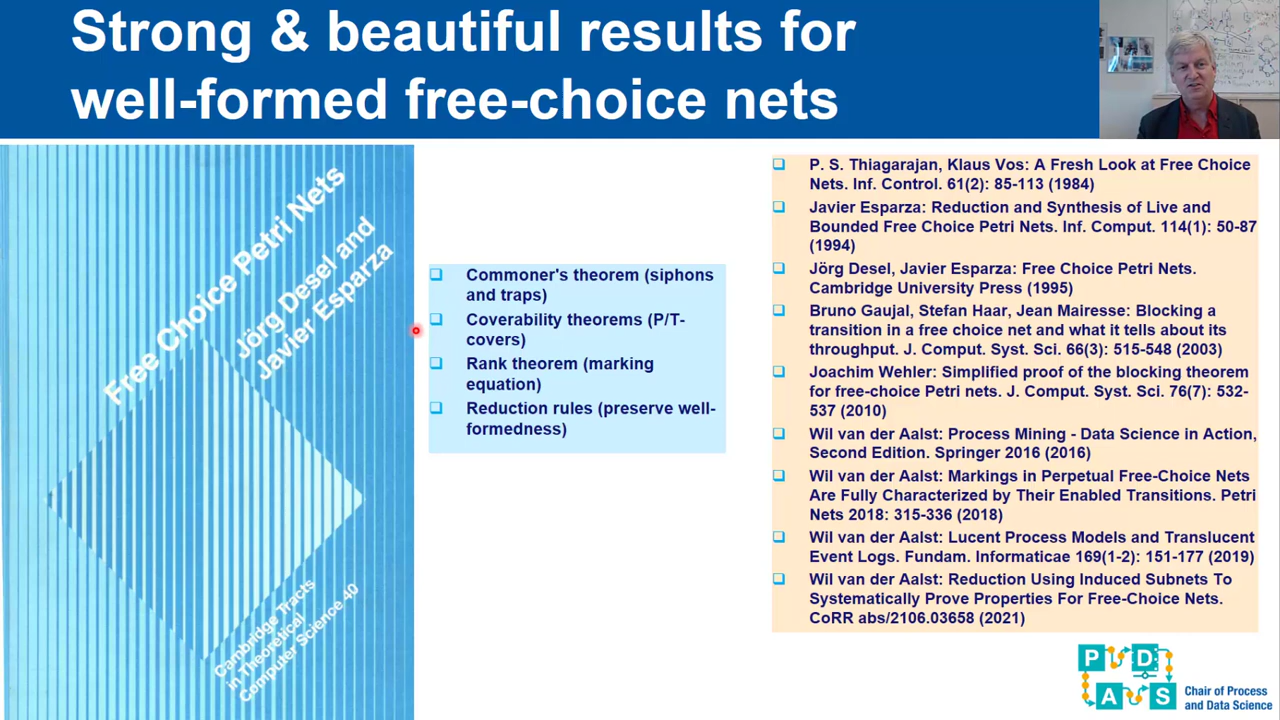 Strong & beautiful results for
well-formed free-choice nets
Free Choice Petri Nets
Jörg Desel and
Javier Esparza
Cambridge Tracts
in Theoretical
Computer Science 40
Commoner's theorem (siphons
and traps)
Coverability theorems (P/T-
covers)
Rank theorem (marking
equation)
Reduction rules (preserve well-
formedness)
P. S. Thiagarajan, Klaus Vos: A Fresh Look at Free Choice
Nets. Inf. Control. 61(2): 85-113 (1984)
Javier Esparza: Reduction and Synthesis of Live and
Bounded Free Choice Petri Nets. Inf. Comput. 114(1): 50-87
(1994)
Jörg Desel, Javier Esparza: Free Choice Petri Nets.
Cambridge University Press (1995)
Bruno Gaujal, Stefan Haar, Jean Mairesse: Blocking a
transition in a free choice net and what it tells about its
throughput. J. Comput. Syst. Sci. 66(3): 515-548 (2003)
Joachim Wehler: Simplified proof of the blocking theorem
for free-choice Petri nets. J. Comput. Syst. Sci. 76(7): 532-
537 (2010)
Wil van der Aalst: Process Mining - Data Science in Action,
Second Edition. Springer 2016 (2016)
Wil van der Aalst: Markings in Perpetual Free-Choice Nets
Are Fully Characterized by Their Enabled Transitions. Petri
Nets 2018: 315-336 (2018)
Wil van der Aalst: Lucent Process Models and Translucent
Event Logs. Fundam. Informaticae 169(1-2): 151-177 (2019)
Wil van der Aalst: Reduction Using Induced Subnets To
Systematically Prove Properties For Free-Choice Nets.
CoRR abs/2106.03658 (2021)
P D
A S
Chair of Process
and Data Science